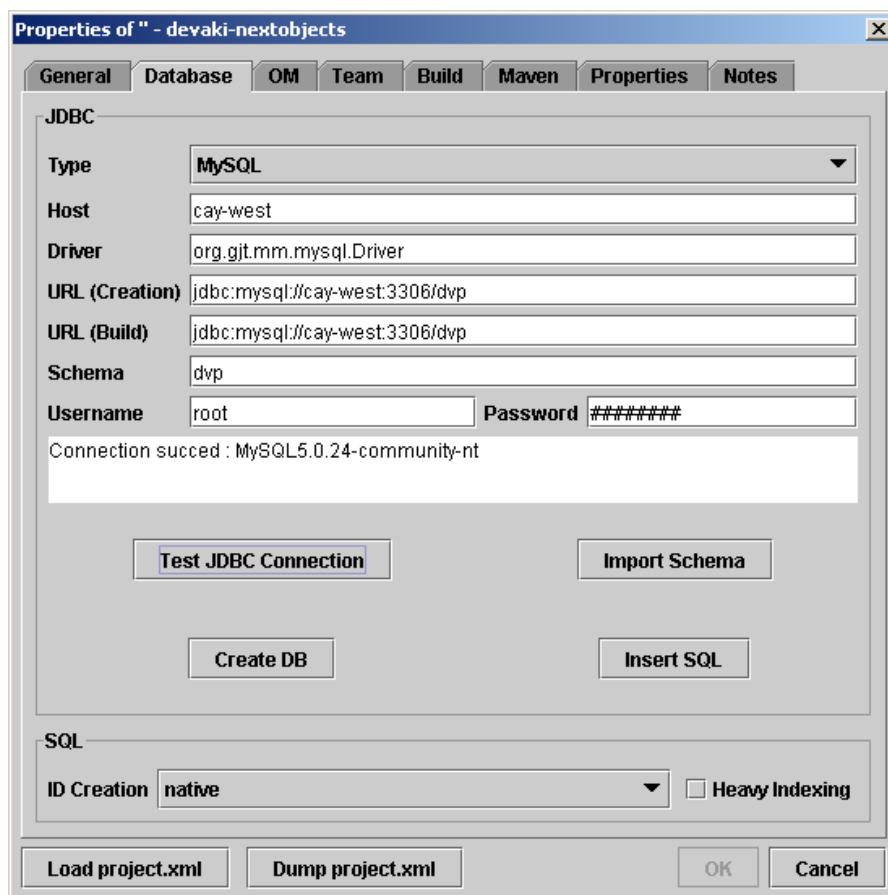 Properties of '' - devaki-nextobjects
General Database OM Team Build Maven Properties Notes
JDBC
Type MySQL
Host cay-west
Driver org.gjt.mm.mysql.Driver
URL (Creation) jdbc:mysql://cay-west:3306/dvp
URL (Build) jdbc:mysql://cay-west:3306/dvp
Schema dvp
Username root Password ########
Connection succed : MySQL5.0.24-community-nt
Test JDBC Connection Import Schema
Create DB Insert SQL
SQL
ID Creation native Heavy Indexing
Load project.xml Dump project.xml OK Cancel